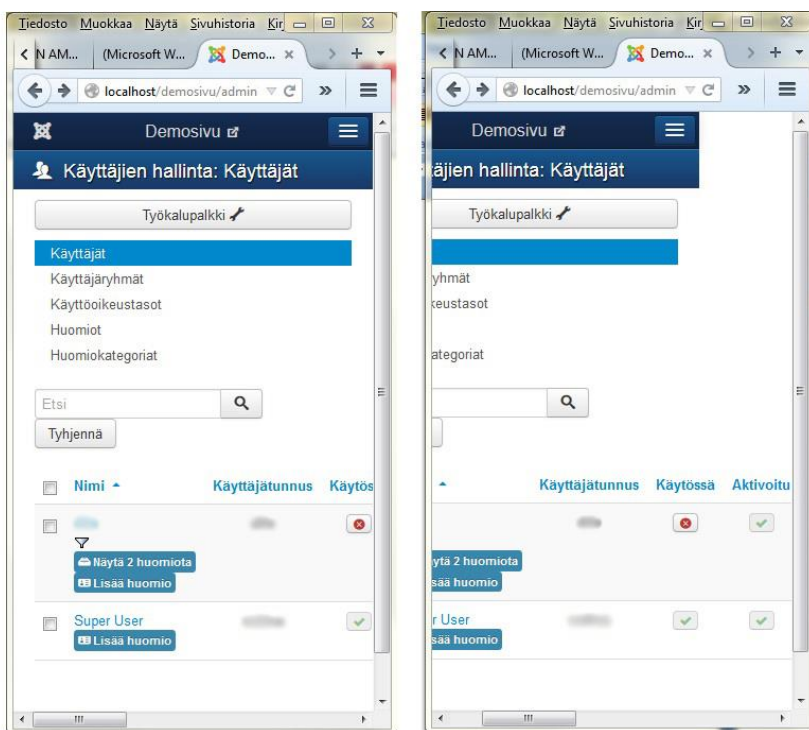 Tiedosto Muokkaa Näytä Sivuhistoria Kirj
N AM... (Microsoft W... Demo...
localhost/demosivu/admin
Demosivu
Käyttäjien hallinta: Käyttäjät
Työkalupalkki
Käyttäjät
Käyttäjäryhmät
Käyttöoikeustasot
Huomiot
Huomiokategoriat
Etsi
Tyhjennä
Nimi Käyttäjätunnus Käytös
Näytä 2 huomiota
Lisää huomio
Super User
Lisää huomio
Tiedosto Muokkaa Näytä Sivuhistoria Kirj
N AM... (Microsoft W... Demo...
localhost/demosivu/admin
Demosivu
äjien hallinta: Käyttäjät
Työkalupalkki
yhmät
keustasot
ategoriat
Käyttäjätunnus Käytössä Aktivoitu
ytä 2 huomiota
sää huomio
r User
sää huomio